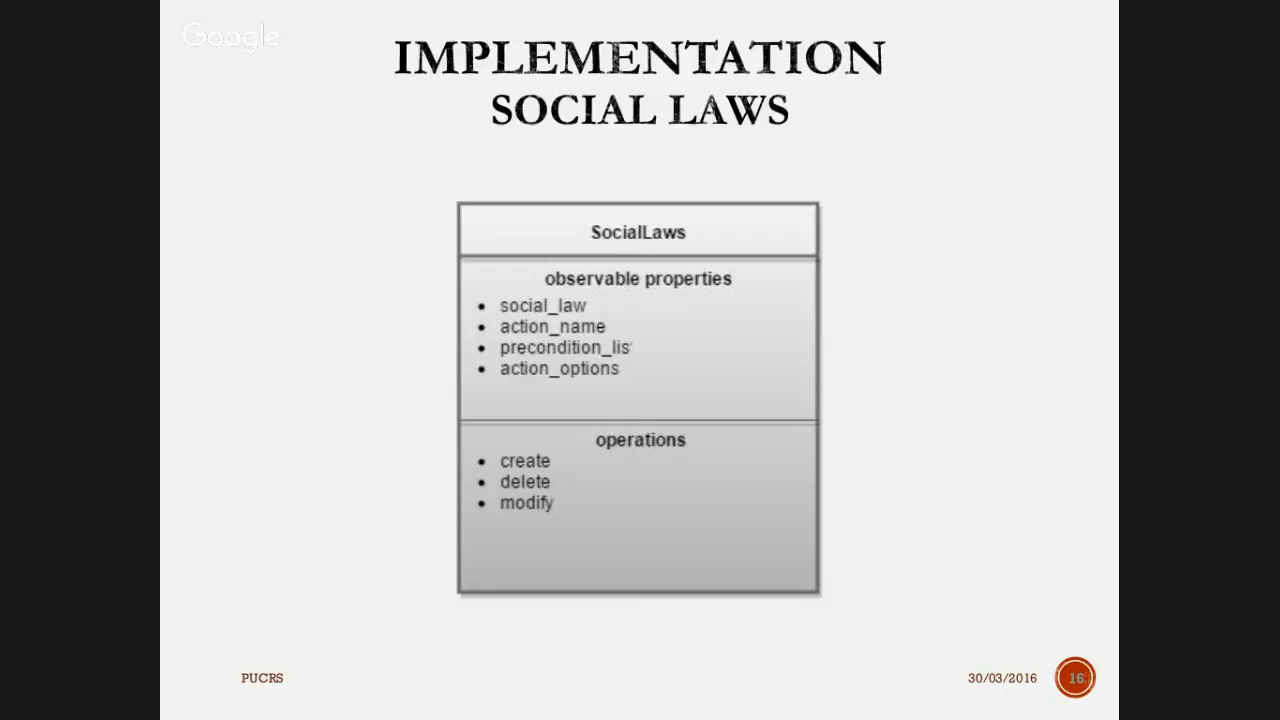 Google
IMPLEMENTATION
SOCIAL LAWS
SocialLaws
observable properties
• social_law
• action_name
• precondition_lis
• action_options
operations
• create
• delete
• modify
PUCRS
30/03/2016
16